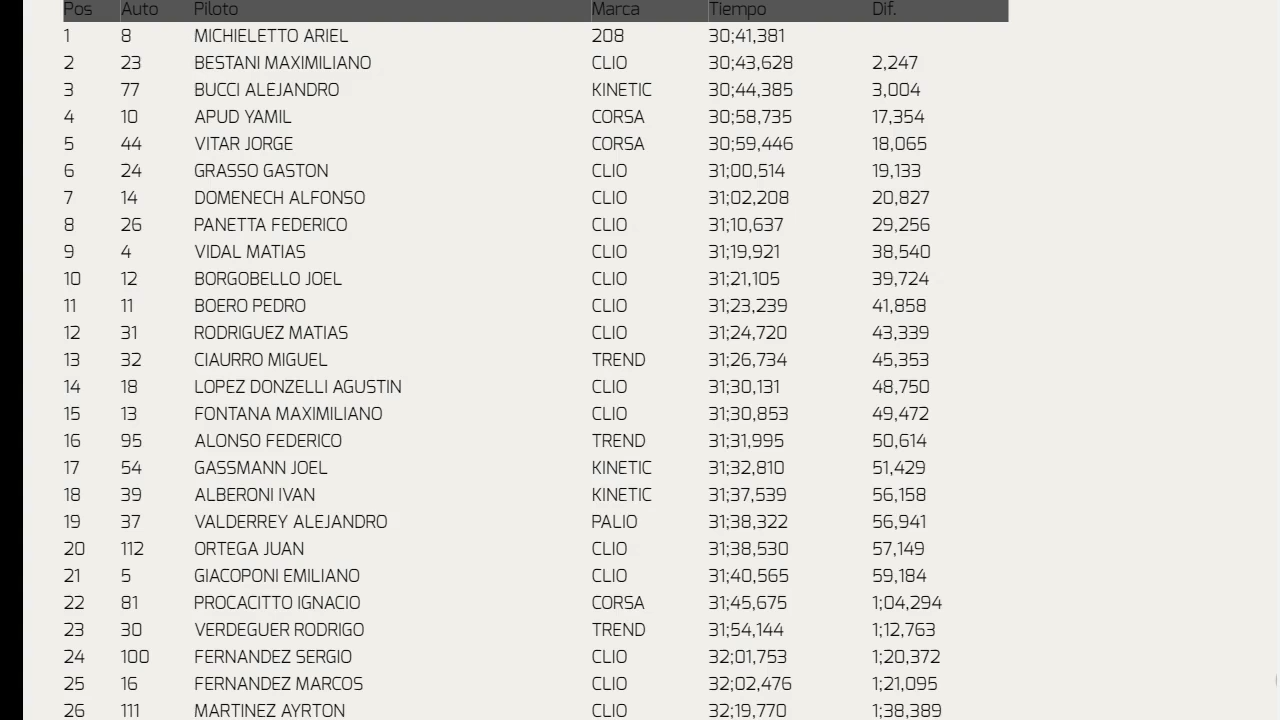 Pos Auto Piloto Marca Tiempo Dif.
1 8 MICHIELETTO ARIEL 208 30;41,381
2 23 BESTANI MAXIMILIANO CLIO 30;43,628 2,247
3 77 BUCCI ALEJANDRO KINETIC 30;44,385 3,004
4 10 APUD YAMIL CORSA 30;58,735 17,354
5 44 VITAR JORGE CORSA 30;59,446 18,065
6 24 GRASSO GASTON CLIO 31;00,514 19,133
7 14 DOMENECH ALFONSO CLIO 31;02,208 20,827
8 26 PANETTA FEDERICO CLIO 31;10,637 29,256
9 4 VIDAL MATIAS CLIO 31;19,921 38,540
10 12 BORGOBELLO JOEL CLIO 31;21,105 39,724
11 11 BOERO PEDRO CLIO 31;23,239 41,858
12 31 RODRIGUEZ MATIAS CLIO 31;24,720 43,339
13 32 CIAURRO MIGUEL TREND 31;26,734 45,353
14 18 LOPEZ DONZELLI AGUSTIN CLIO 31;30,131 48,750
15 13 FONTANA MAXIMILIANO CLIO 31;30,853 49,472
16 95 ALONSO FEDERICO TREND 31;31,995 50,614
17 54 GASSMANN JOEL KINETIC 31;32,810 51,429
18 39 ALBERONI IVAN KINETIC 31;37,539 56,158
19 37 VALDERREY ALEJANDRO PALIO 31;38,322 56,941
20 112 ORTEGA JUAN CLIO 31;38,530 57,149
21 5 GIACOPONI EMILIANO CLIO 31;40,565 59,184
22 81 PROCACITTO IGNACIO CORSA 31;45,675 1;04,294
23 30 VERDEGUER RODRIGO TREND 31;54,144 1;12,763
24 100 FERNANDEZ SERGIO CLIO 32;01,753 1;20,372
25 16 FERNANDEZ MARCOS CLIO 32;02,476 1;21,095
26 111 MARTINEZ AYRTON CLIO 32;19,770 1;38,389